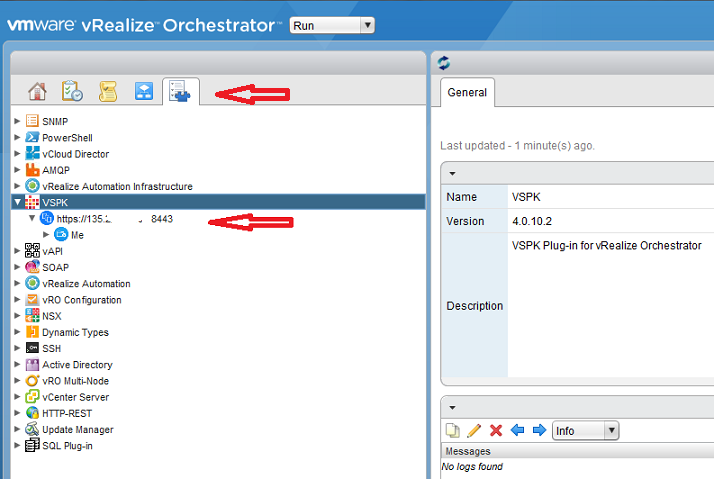 vmware vRealize™ Orchestrator™ Run
General
Last updated - 1 minute(s) ago.
SNMP
PowerShell
vCloud Director
AMQP
vRealize Automation Infrastructure
VSPK
https://135. 8443
Me
vAPI
SOAP
vRealize Automation
vRO Configuration
NSX
Dynamic Types
SSH
Active Directory
vRO Multi-Node
vCenter Server
HTTP-REST
Update Manager
SQL Plug-in
Name VSPK
Version 4.0.10.2
Description VSPK Plug-in for vRealize Orchestrator
Info
Messages
No logs found